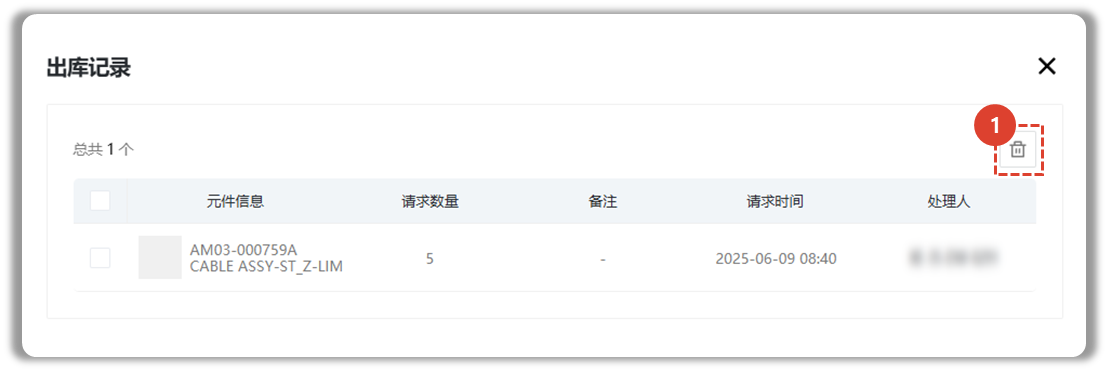 出库记录
1
总共 1 个
元件信息 请求数量 备注 请求时间 处理人
AM03-000759A
CABLE ASSY-ST_Z-LIM 5 - 2025-06-09 08:40